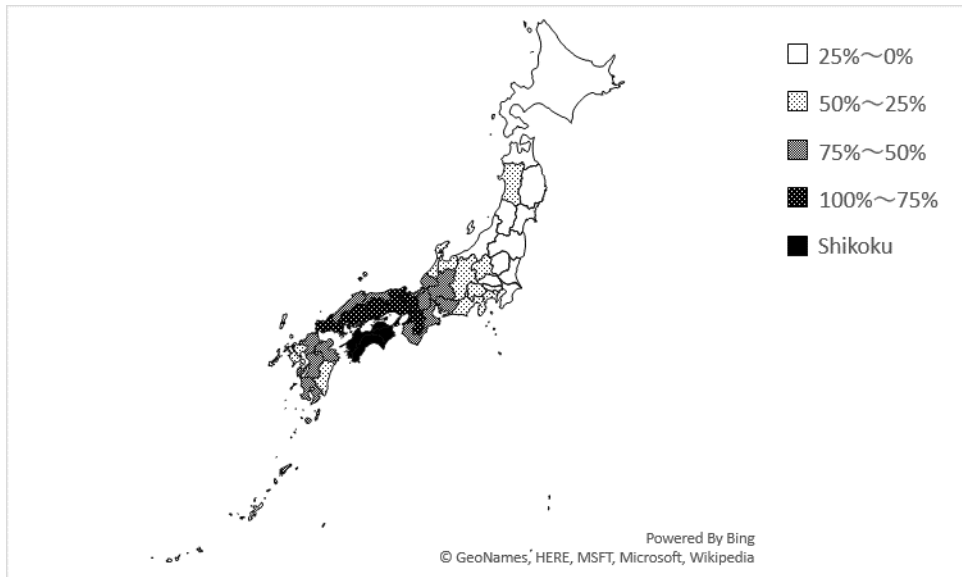 25%～0%
50%～25%
75%～50%
100%～75%
Shikoku
Powered By Bing
© GeoNames, HERE, MSFT, Microsoft, Wikipedia